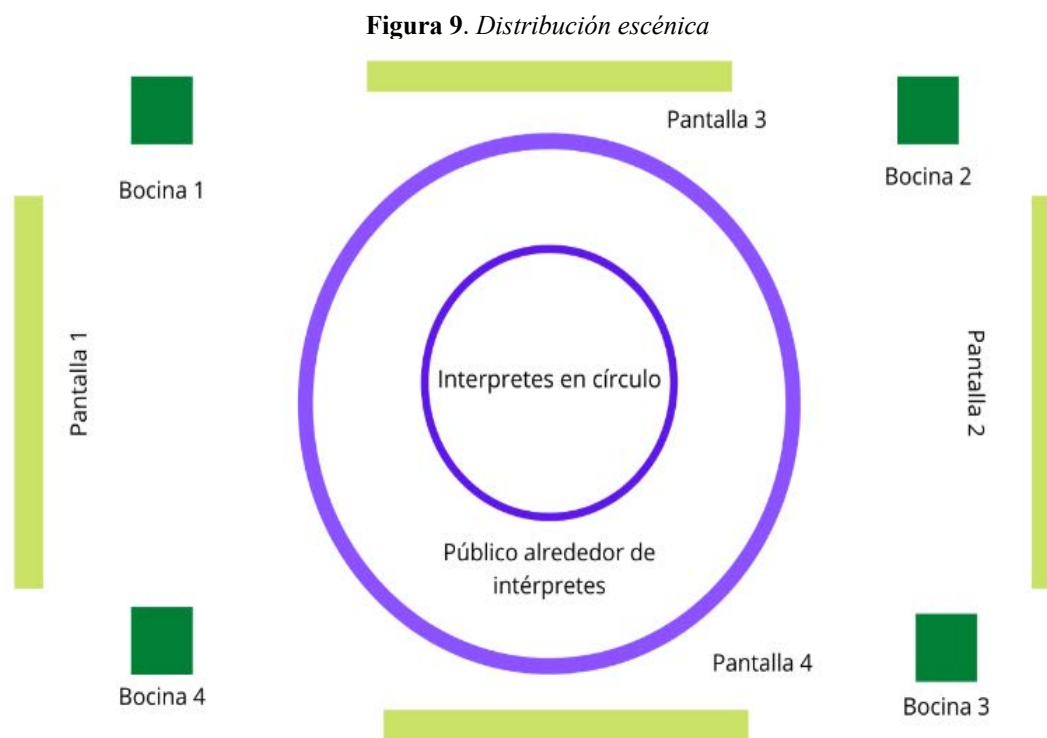 Figura 9. Distribución escénica
Pantalla 3
Bocina 1
Bocina 2
Pantalla 1
Interpretes en círculo
Pantalla 2
Público alrededor de
intérpretes
Pantalla 4
Bocina 4
Bocina 3